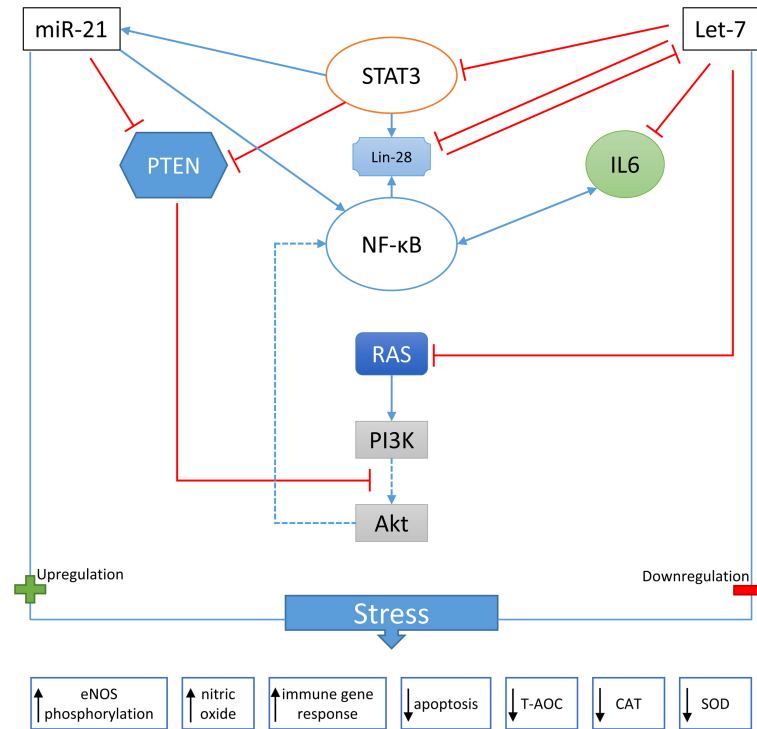 miR-21
Let-7
STAT3
Lin-28
PTEN
IL6
NF-κB
RAS
PI3K
Akt
Upregulation
Downregulation
Stress
eNOS
phosphorylation
nitric
oxide
immune gene
response
apoptosis
T-AOC
CAT
SOD